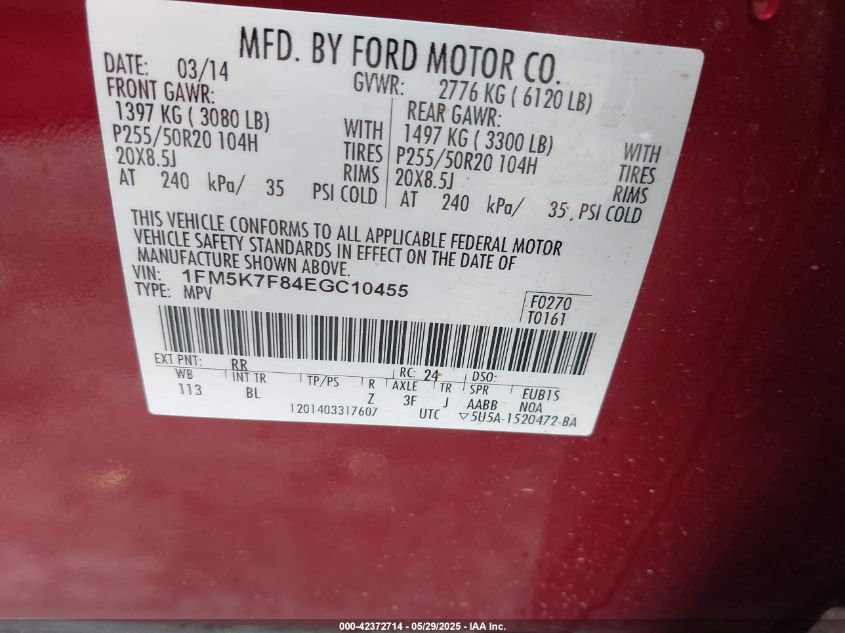 MFD. BY FORD MOTOR CO.
DATE: 03/14
GVWR: 2776 KG ( 6120 LB)
FRONT GAWR:
1397 KG ( 3080 LB)
P255/50R20 104H
20X8.5J
WITH
TIRES
RIMS
AT 240 kPa/ 35 PSI COLD
REAR GAWR:
1497 KG ( 3300 LB)
P255/50R20 104H
20X8.5J
WITH
TIRES
RIMS
AT 240 kPa/ 35 PSI COLD
THIS VEHICLE CONFORMS TO ALL APPLICABLE FEDERAL MOTOR
VEHICLE SAFETY STANDARDS IN EFFECT ON THE DATE OF
MANUFACTURE SHOWN ABOVE.
VIN: 1FM5K7F84EGC10455
TYPE: MPV
F0270
T0161
EXT PNT: RR RC: 24 DSO:
WB INT TR TP/PS R AXLE TR SPR EUB1S
113 BL Z 3F J AABB NOA
1201403317607 UTC ▽5U5A-1520472-BA
000-42372714 - 05/29/2025 - IAA Inc.